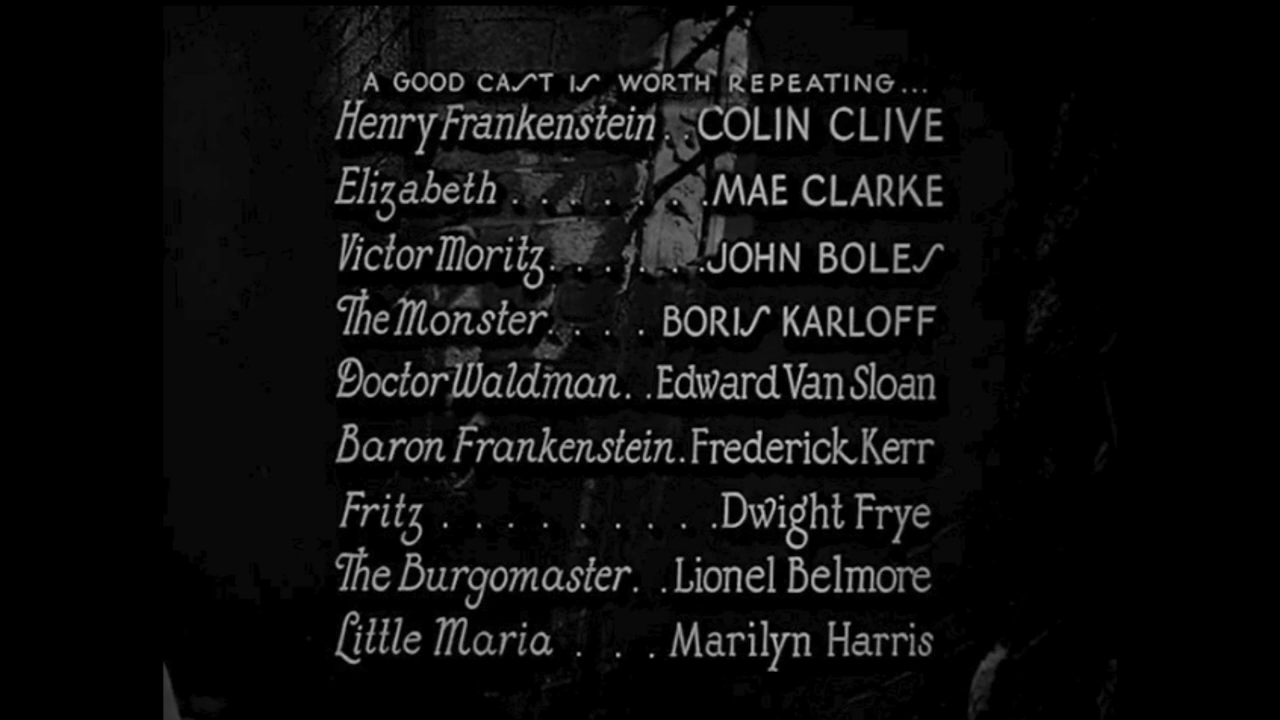 A GOOD CAST IS WORTH REPEATING...
Henry Frankenstein . . COLIN CLIVE
Elizabeth . . . . . . . MAE CLARKE
Victor Moritz . . . . . . JOHN BOLES
The Monster . . . . BORIS KARLOFF
Doctor Waldman . . Edward Van Sloan
Baron Frankenstein . Frederick Kerr
Fritz . . . . . . . . . Dwight Frye
The Burgomaster . . Lionel Belmore
Little Maria . . . Marilyn Harris